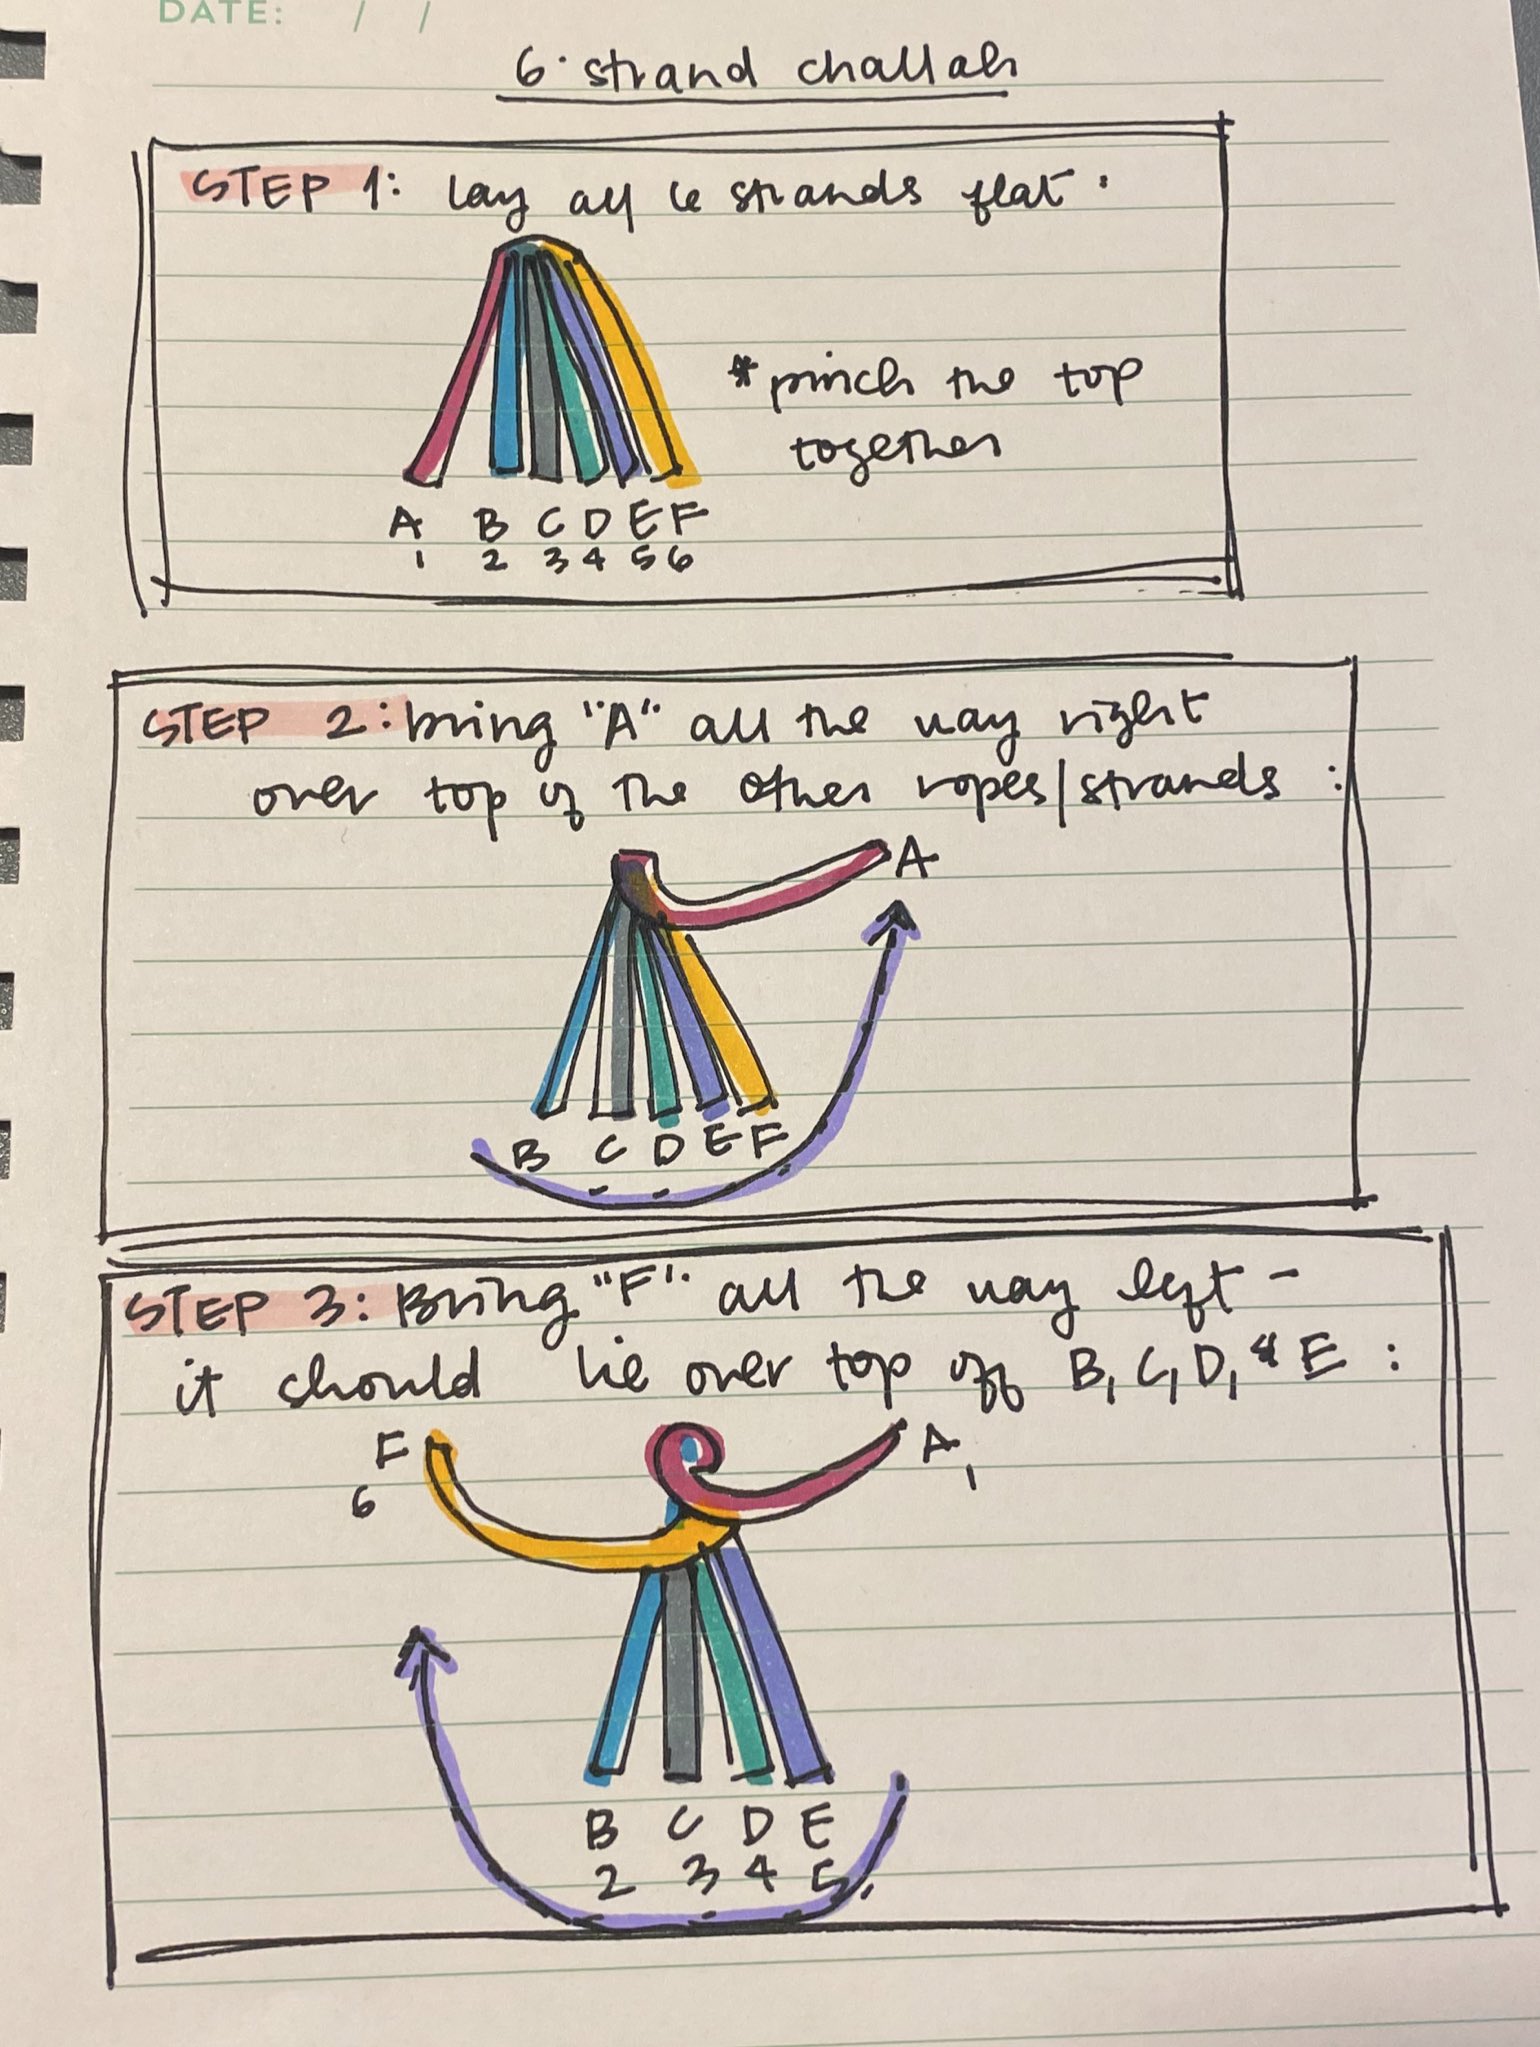 DATE: / /
6·strand challah
STEP 1: lay all 6 strands flat.
*pinch the top
together
A B C D E F
1 2 3 4 5 6
STEP 2: bring "A" all the way right
over top of the other ropes/strands:
A
B C D E F
STEP 3: Bring "F" all the way left -
it should lie over top off B, C, D, & E:
F A
6 1
B C D E
2 3 4 5